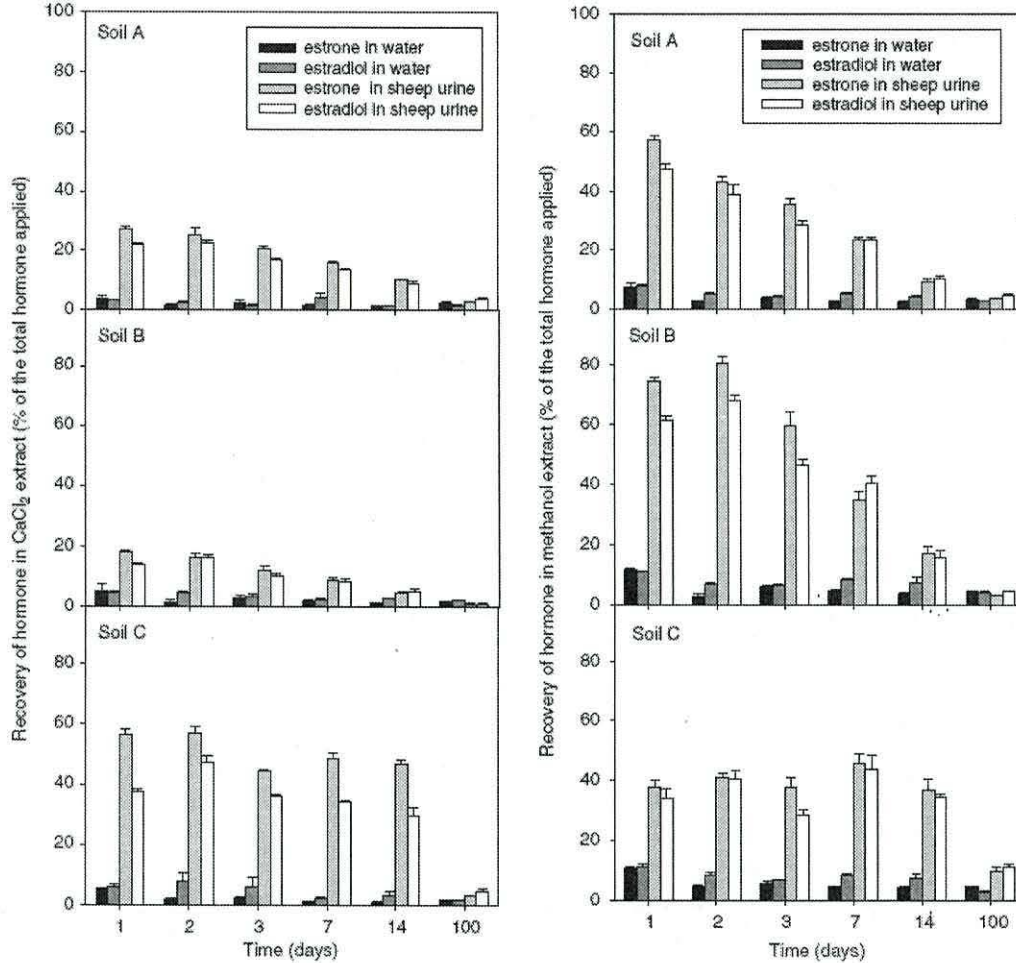 Recovery of hormone in CaCl₂ extract (% of the total hormone applied)
Soil A
estrone in water
estradiol in water
estrone in sheep urine
estradiol in sheep urine
100
80
60
40
20
0
Soil B
80
60
40
20
0
Soil C
80
60
40
20
0
1 2 3 7 14 100
Time (days)
Recovery of hormone in methanol extract (% of the total hormone applied)
Soil A
estrone in water
estradiol in water
estrone in sheep urine
estradiol in sheep urine
100
80
60
40
20
0
Soil B
80
60
40
20
0
Soil C
80
60
40
20
0
1 2 3 7 14 100
Time (days)